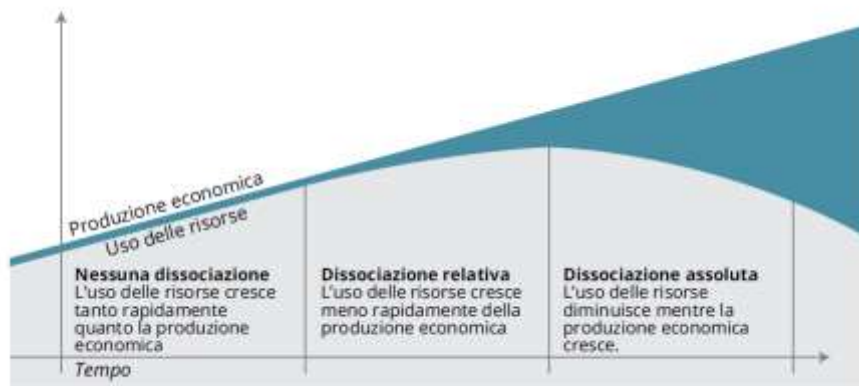 Produzione economica
Uso delle risorse
Nessuna dissociazione
L'uso delle risorse cresce
tanto rapidamente
quanto la produzione
economica
Dissociazione relativa
L'uso delle risorse cresce
meno rapidamente della
produzione economica
Dissociazione assoluta
L'uso delle risorse
diminuisce mentre la
produzione economica
cresce.
Tempo